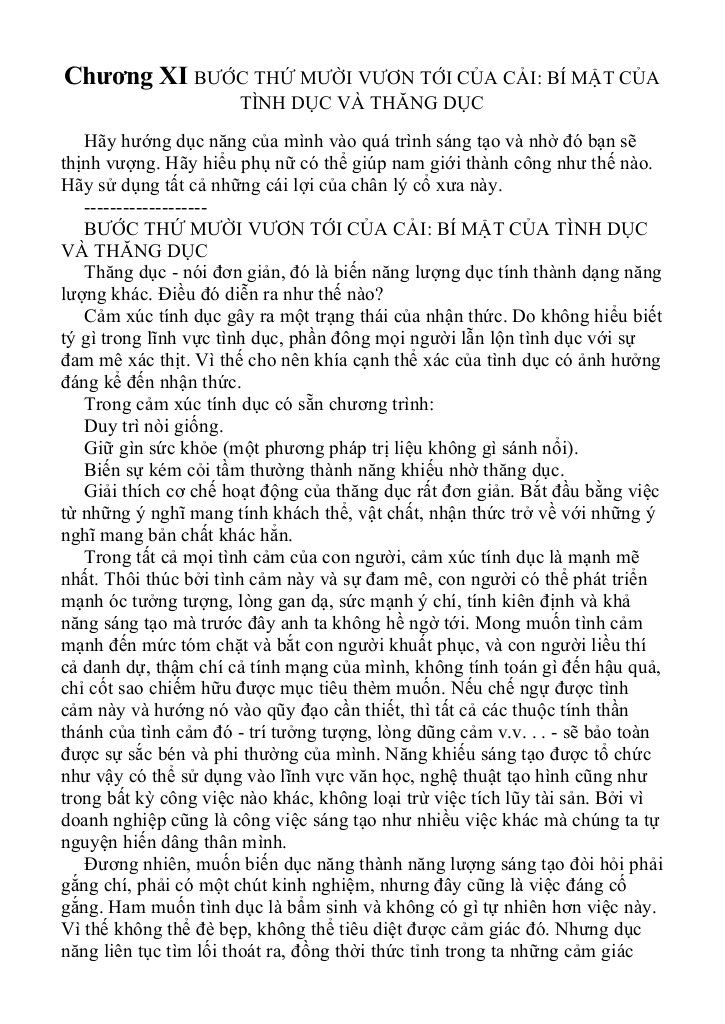 Chương XI BƯỚC THỨ MƯỜI VƯƠN TỚI CỦA CẢI: BÍ MẬT CỦA
TÌNH DỤC VÀ THĂNG DỤC
Hãy hướng dục năng của mình vào quá trình sáng tạo và nhờ đó bạn sẽ
thịnh vượng. Hãy hiểu phụ nữ có thể giúp nam giới thành công như thế nào.
Hãy sử dụng tất cả những cái lợi của chân lý cổ xưa này.
-------------------
BƯỚC THỨ MƯỜI VƯƠN TỚI CỦA CẢI: BÍ MẬT CỦA TÌNH DỤC
VÀ THĂNG DỤC
Thăng dục - nói đơn giản, đó là biến năng lượng dục tính thành dạng năng
lượng khác. Điều đó diễn ra như thế nào?
Cảm xúc tính dục gây ra một trạng thái của nhận thức. Do không hiểu biết
tý gì trong lĩnh vực tình dục, phần đông mọi người lẫn lộn tình dục với sự
đam mê xác thịt. Vì thế cho nên khía cạnh thể xác của tình dục có ảnh hưởng
đáng kể đến nhận thức.
Trong cảm xúc tính dục có sẵn chương trình:
Duy trì nòi giống.
Giữ gìn sức khỏe (một phương pháp trị liệu không gì sánh nổi).
Biến sự kém cỏi tầm thường thành năng khiếu nhờ thăng dục.
Giải thích cơ chế hoạt động của thăng dục rất đơn giản. Bắt đầu bằng việc
từ những ý nghĩ mang tính khách thể, vật chất, nhận thức trở về với những ý
nghĩ mang bản chất khác hẳn.
Trong tất cả mọi tình cảm của con người, cảm xúc tính dục là mạnh mẽ
nhất. Thôi thúc bởi tình cảm này và sự đam mê, con người có thể phát triển
mạnh óc tưởng tượng, lòng gan dạ, sức mạnh ý chí, tính kiên định và khả
năng sáng tạo mà trước đây anh ta không hề ngờ tới. Mong muốn tình cảm
mạnh đến mức tóm chặt và bắt con người khuất phục, và con người liều thí
cả danh dự, thậm chí cả tính mạng của mình, không tính toán gì đến hậu quả,
chỉ cốt sao chiếm hữu được mục tiêu thèm muốn. Nếu chế ngự được tình
cảm này và hướng nó vào qũy đạo cần thiết, thì tất cả các thuộc tính thần
thánh của tình cảm đó - trí tưởng tượng, lòng dũng cảm v.v. . . - sẽ bảo toàn
được sự sắc bén và phi thường của mình. Năng khiếu sáng tạo được tổ chức
như vậy có thể sử dụng vào lĩnh vực văn học, nghệ thuật tạo hình cũng như
trong bất kỳ công việc nào khác, không loại trừ việc tích lũy tài sản. Bởi vì
doanh nghiệp cũng là công việc sáng tạo như nhiều việc khác mà chúng ta tự
nguyện hiến dâng thân mình.
Đương nhiên, muốn biến dục năng thành năng lượng sáng tạo đòi hỏi phải
gắng chí, phải có một chút kinh nghiệm, nhưng đây cũng là việc đáng cố
gắng. Ham muốn tình dục là bẩm sinh và không có gì tự nhiên hơn việc này.
Vì thế không thể đè bẹp, không thể tiêu diệt được cảm giác đó. Nhưng dục
năng liên tục tìm lối thoát ra, đồng thời thức tỉnh trong ta những cảm giác